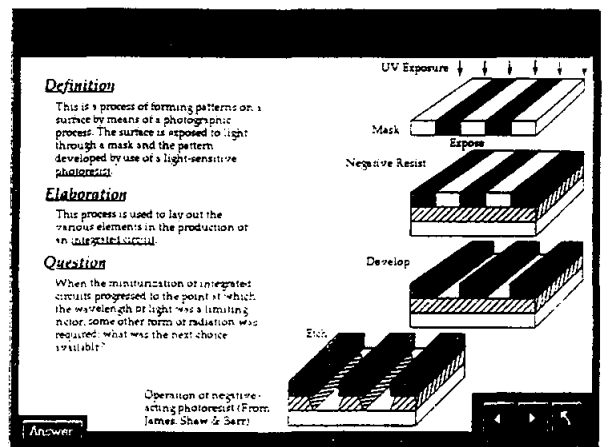 Definition
This is a process of forming patterns on a
surface by means of a photographic
process. The surface is exposed to light
through a mask and the pattern
developed by use of a light-sensitive
photoresist.
Elaboration
This process is used to lay out the
various elements in the production of
an integrated circuit.
Question
When the miniturization of integrated
circuits progressed to the point at which
the wavelength of light was a limiting
factor, some other form of radiation was
required; what was the next choice
available?
Answer
UV Exposure
Mask
Expose
Negative Resist
Develop
Etch
Operation of negative-
acting photoresist (From
James, Shaw & Barr)